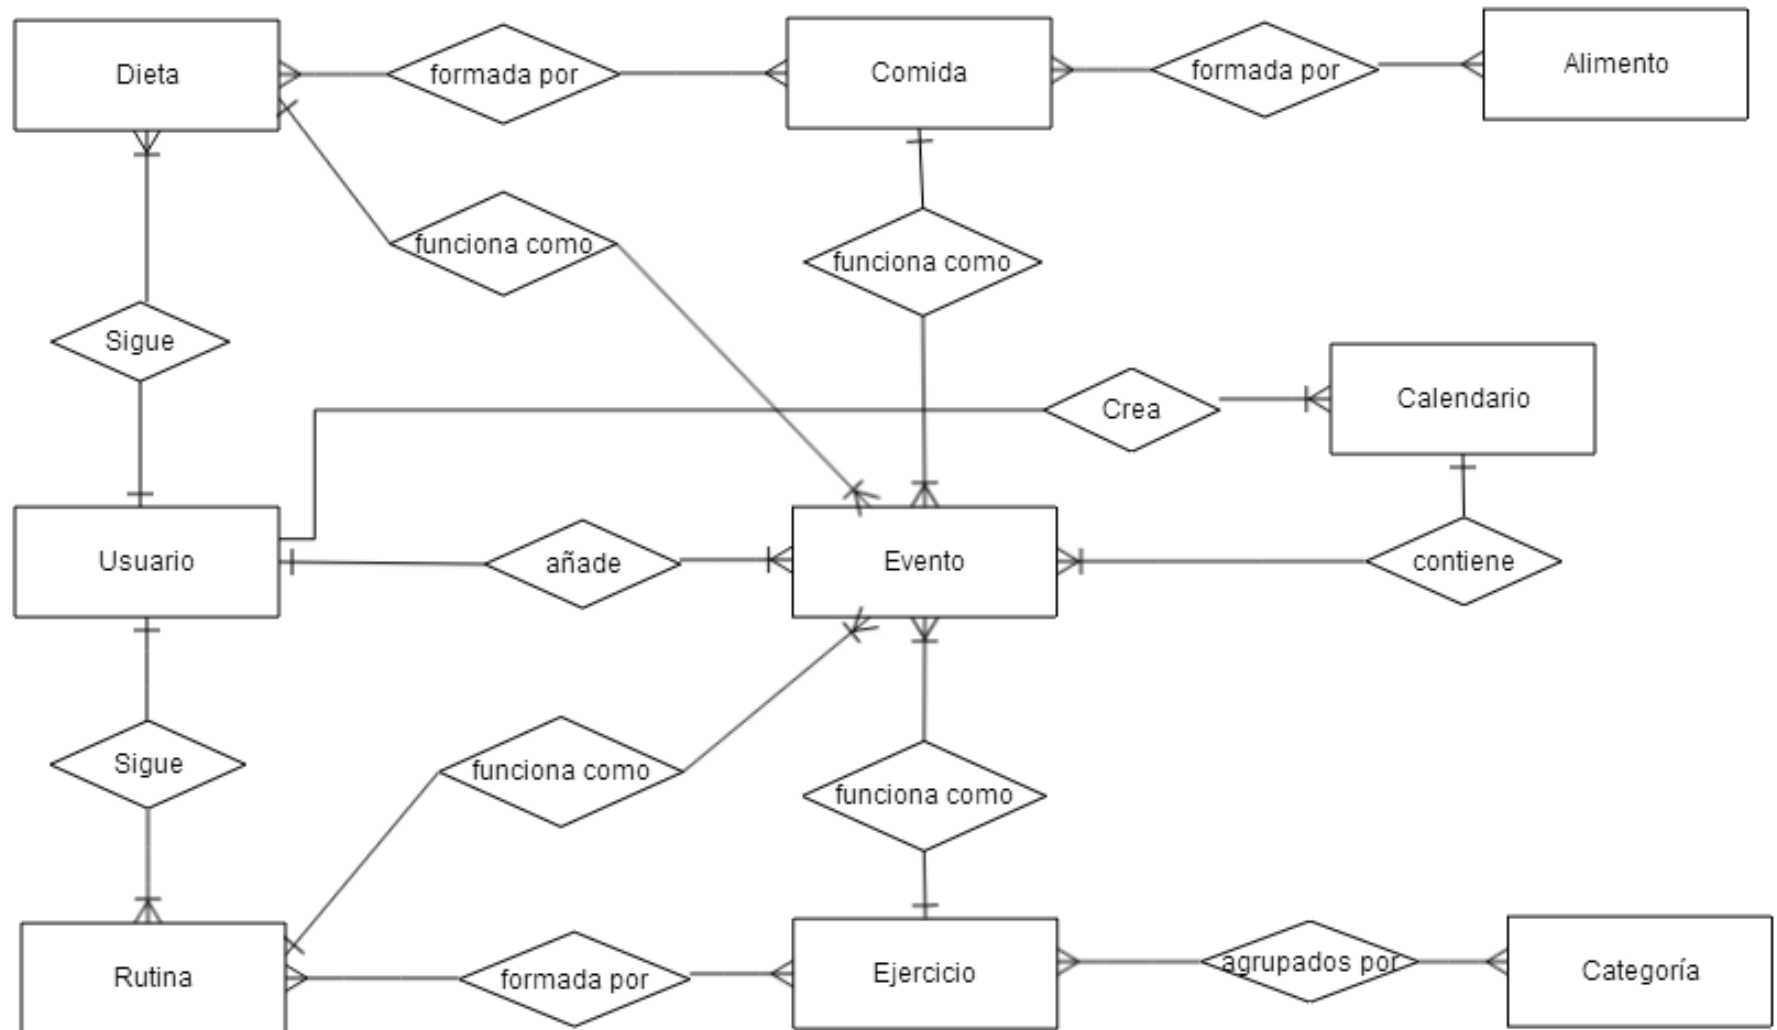 Dieta
formada por
Comida
formada por
Alimento
funciona como
funciona como
Sigue
Crea
Calendario
Usuario
añade
Evento
contiene
Sigue
funciona como
funciona como
Rutina
formada por
Ejercicio
agrupados por
Categoría